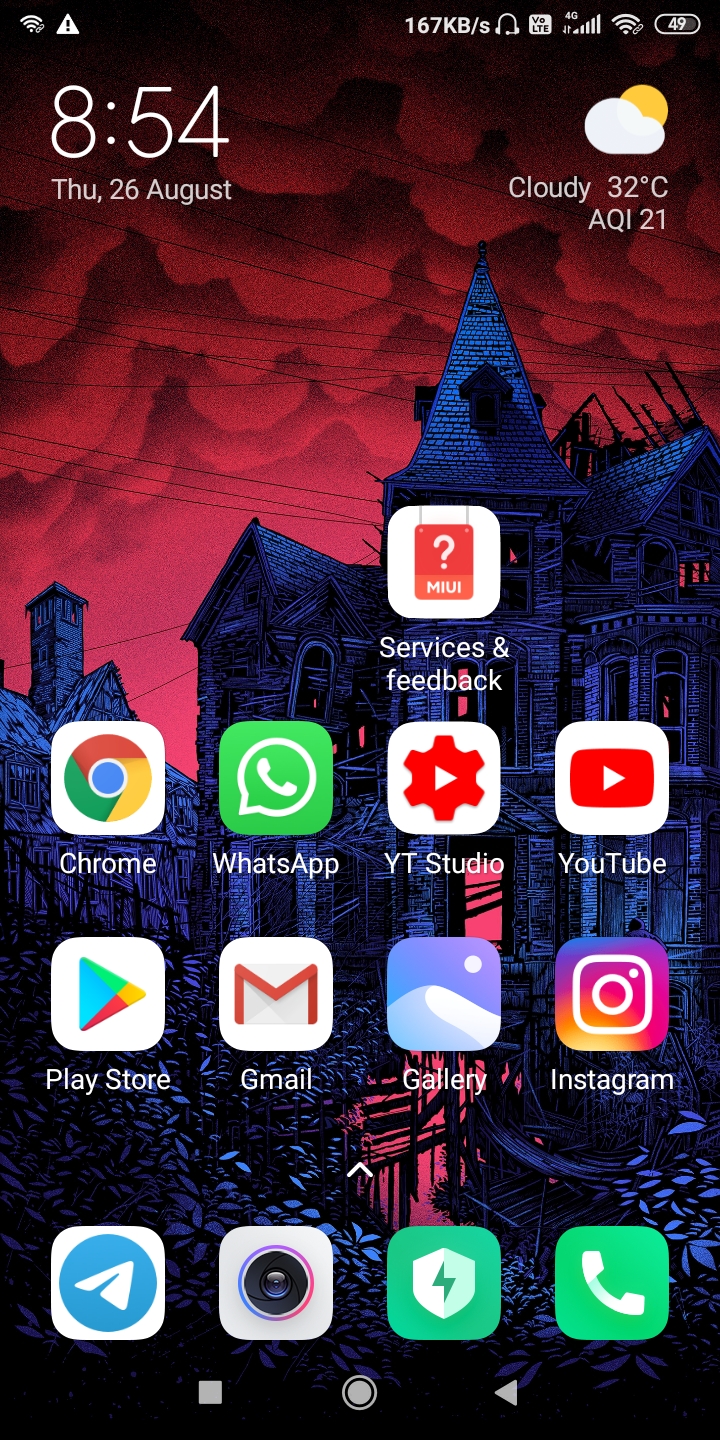 167KB/s Vo LTE 4G 49
8:54
Thu, 26 August
Cloudy 32°C
AQI 21
? MIUI
Services &
feedback
Chrome WhatsApp YT Studio YouTube
Play Store Gmail Gallery Instagram